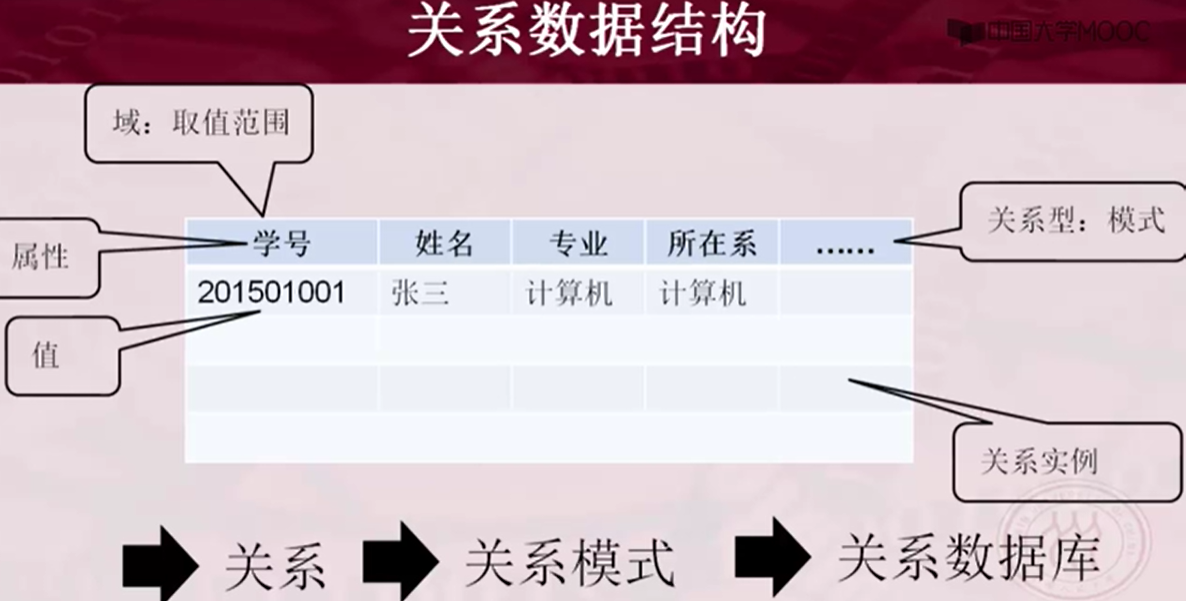 关系数据结构
中国大学MOOC
域：取值范围
关系型：模式
属性
学号 姓名 专业 所在系 ……
201501001 张三 计算机 计算机
值
关系实例
关系 关系模式 关系数据库